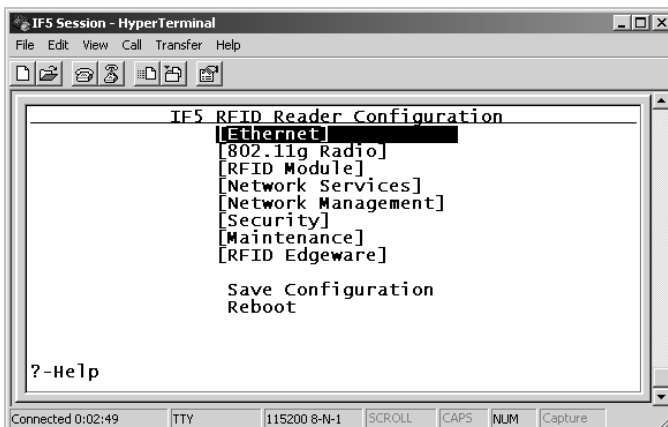 IF5 Session - HyperTerminal
File Edit View Call Transfer Help
IF5 RFID Reader Configuration
[Ethernet]
[802.11g Radio]
[RFID Module]
[Network Services]
[Network Management]
[Security]
[Maintenance]
[RFID Edgeware]
Save Configuration
Reboot
?-Help
Connected 0:02:49 TTY 115200 8-N-1 SCROLL CAPS NUM Capture